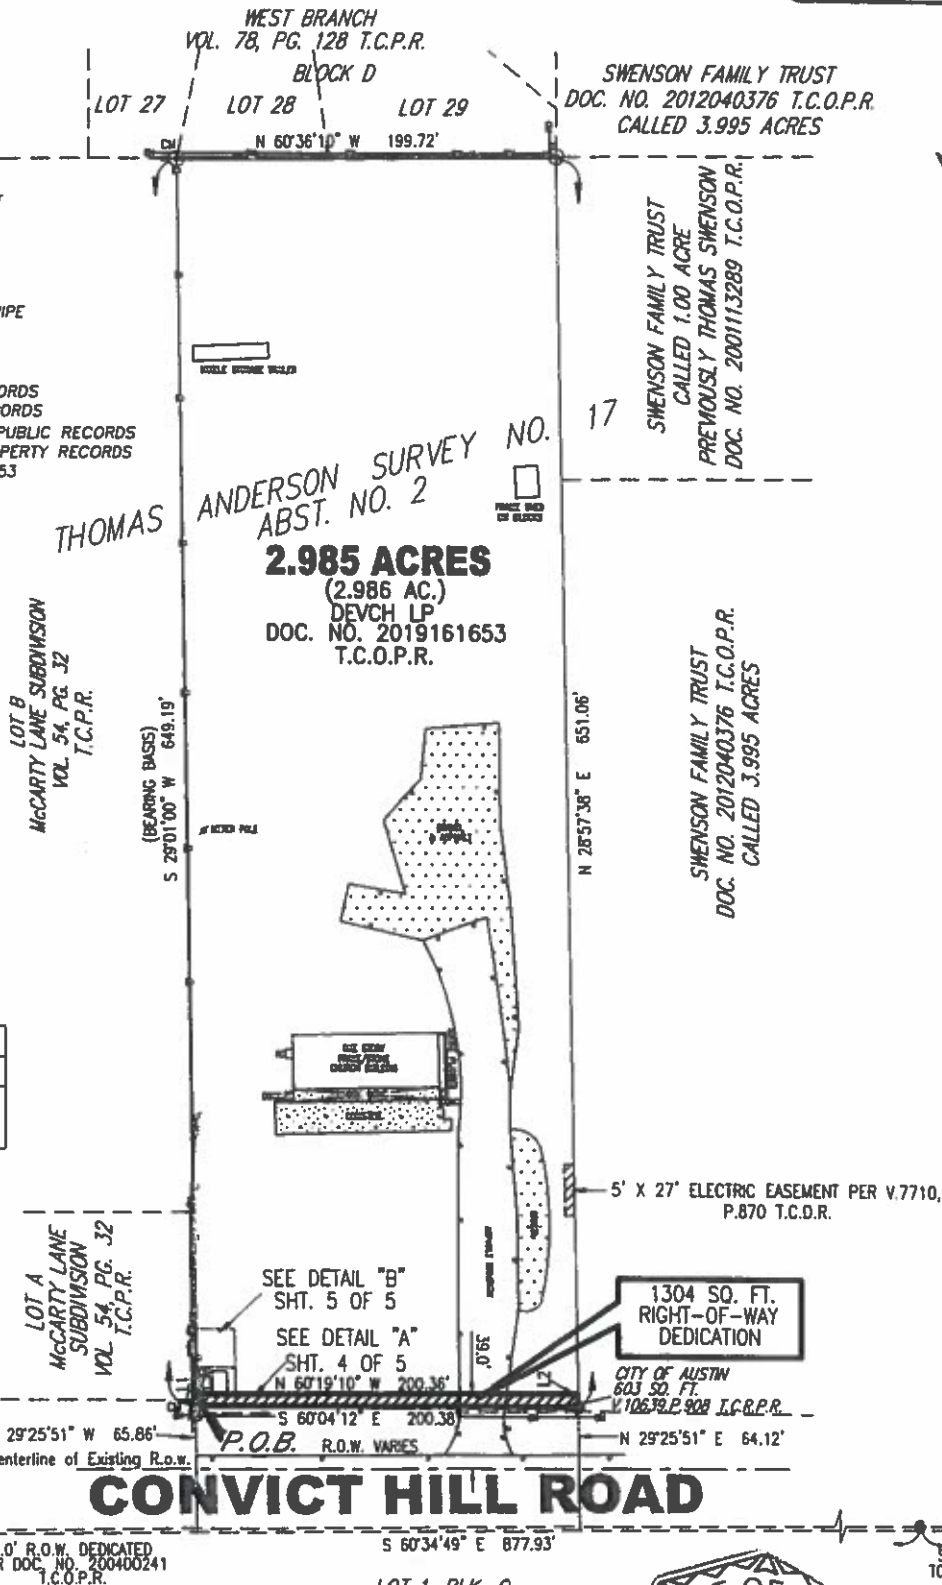 WEST BRANCH
VOL. 78, PG. 128 T.C.P.R.
BLOCK D
LOT 27
LOT 28
LOT 29
SWENSON FAMILY TRUST
DOC. NO. 2012040376 T.C.O.P.R.
CALLED 3.995 ACRES
CM
N 60°36'10" W 199.72'
SWENSON FAMILY TRUST
CALLED 1.00 ACRE
PREVIOUSLY THOMAS SWENSON
DOC. NO. 2001113289 T.C.O.P.R.
IPE
ORDS
ORDS
PUBLIC RECORDS
PERTY RECORDS
53
THOMAS ANDERSON SURVEY NO. 17
ABST. NO. 2
2.985 ACRES
(2.986 AC.)
DEVCH LP
DOC. NO. 2019161653
T.C.O.P.R.
LOT B
McCARTY LANE SUBDIVISION
VOL. 54, PG. 32
T.C.P.R.
(BEARING BASIS)
S 29°01'00" W 649.19'
N 28°57'38" E 651.06'
SWENSON FAMILY TRUST
DOC. NO. 2012040376 T.C.O.P.R.
CALLED 3.995 ACRES
5' X 27' ELECTRIC EASEMENT PER V.7710,
P.870 T.C.D.R.
LOT A
McCARTY LANE
SUBDIVISION
VOL 54, PG. 32
T.C.P.R.
SEE DETAIL "B"
SHT. 5 OF 5
SEE DETAIL "A"
SHT. 4 OF 5
39.0'
1304 SQ. FT.
RIGHT-OF-WAY
DEDICATION
L1
N 60°19'10" W 200.36'
L2
CITY OF AUSTIN
603 SQ. FT.
V.10639,P.908 T.C.R.P.R.
S 60°04'12" E 200.38'
29°25'51" W 65.86'
P.O.B.
R.O.W. VARIES
N 29°25'51" E 64.12'
enterline of Existing R.o.w.
CONVICT HILL ROAD
.0' R.O.W. DEDICATED
R DOC. NO. 200400241
T.C.O.P.R.
S 60°34'49" E 877.93'